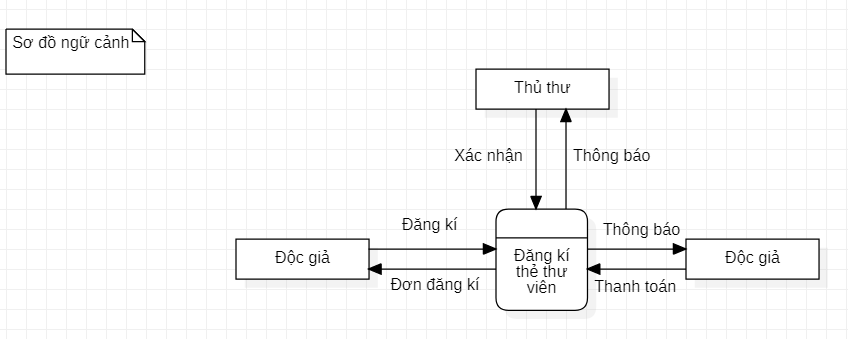 Sơ đồ ngữ cảnh
Thủ thư
Xác nhận
Thông báo
Đăng kí
Thông báo
Độc giả
Đăng kí
thẻ thư
viên
Độc giả
Đơn đăng kí
Thanh toán